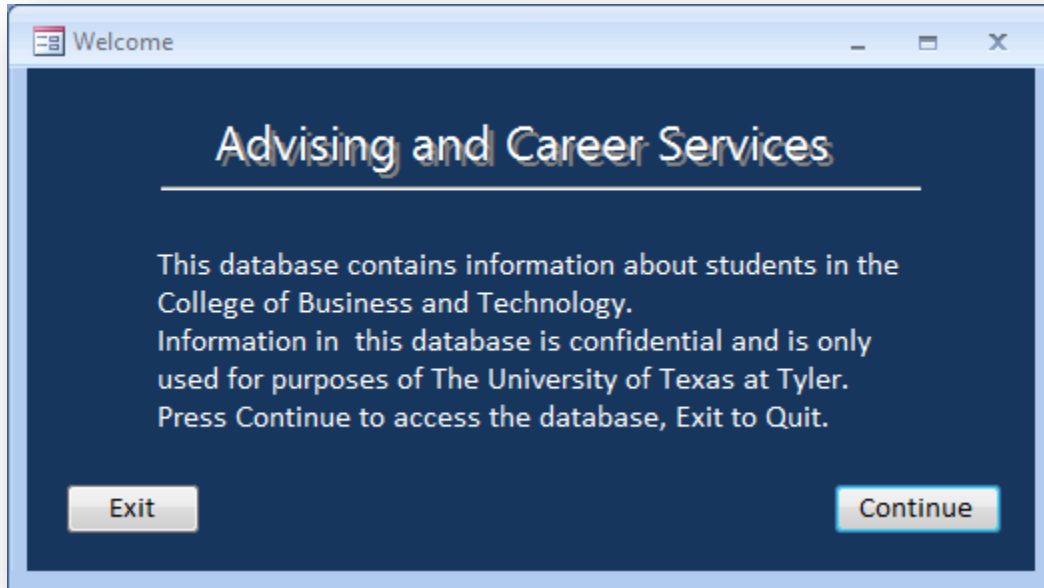 Welcome
Advising and Career Services
This database contains information about students in the
College of Business and Technology.
Information in  this database is confidential and is only
used for purposes of The University of Texas at Tyler.
Press Continue to access the database, Exit to Quit.
Exit
Continue